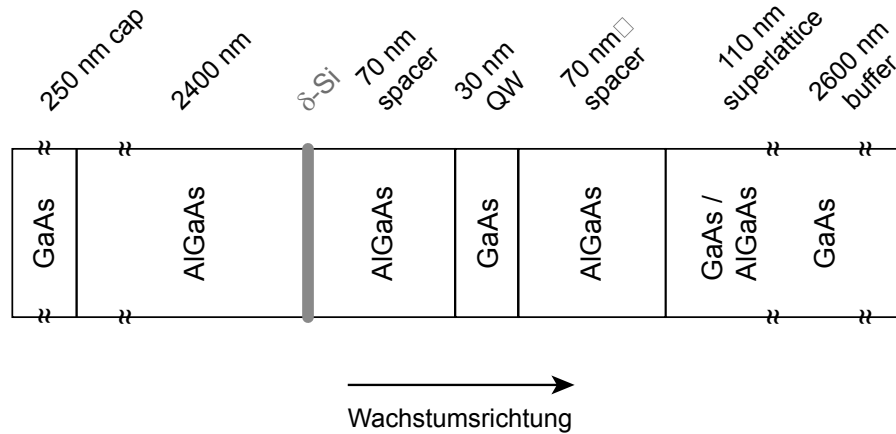 250 nm cap
2400 nm
δ-Si
70 nm
spacer
30 nm
QW
70 nm□
spacer
110 nm
superlattice
2600 nm
buffer
GaAs
AlGaAs
AlGaAs
GaAs
AlGaAs
GaAs /
AlGaAs
GaAs
Wachstumsrichtung